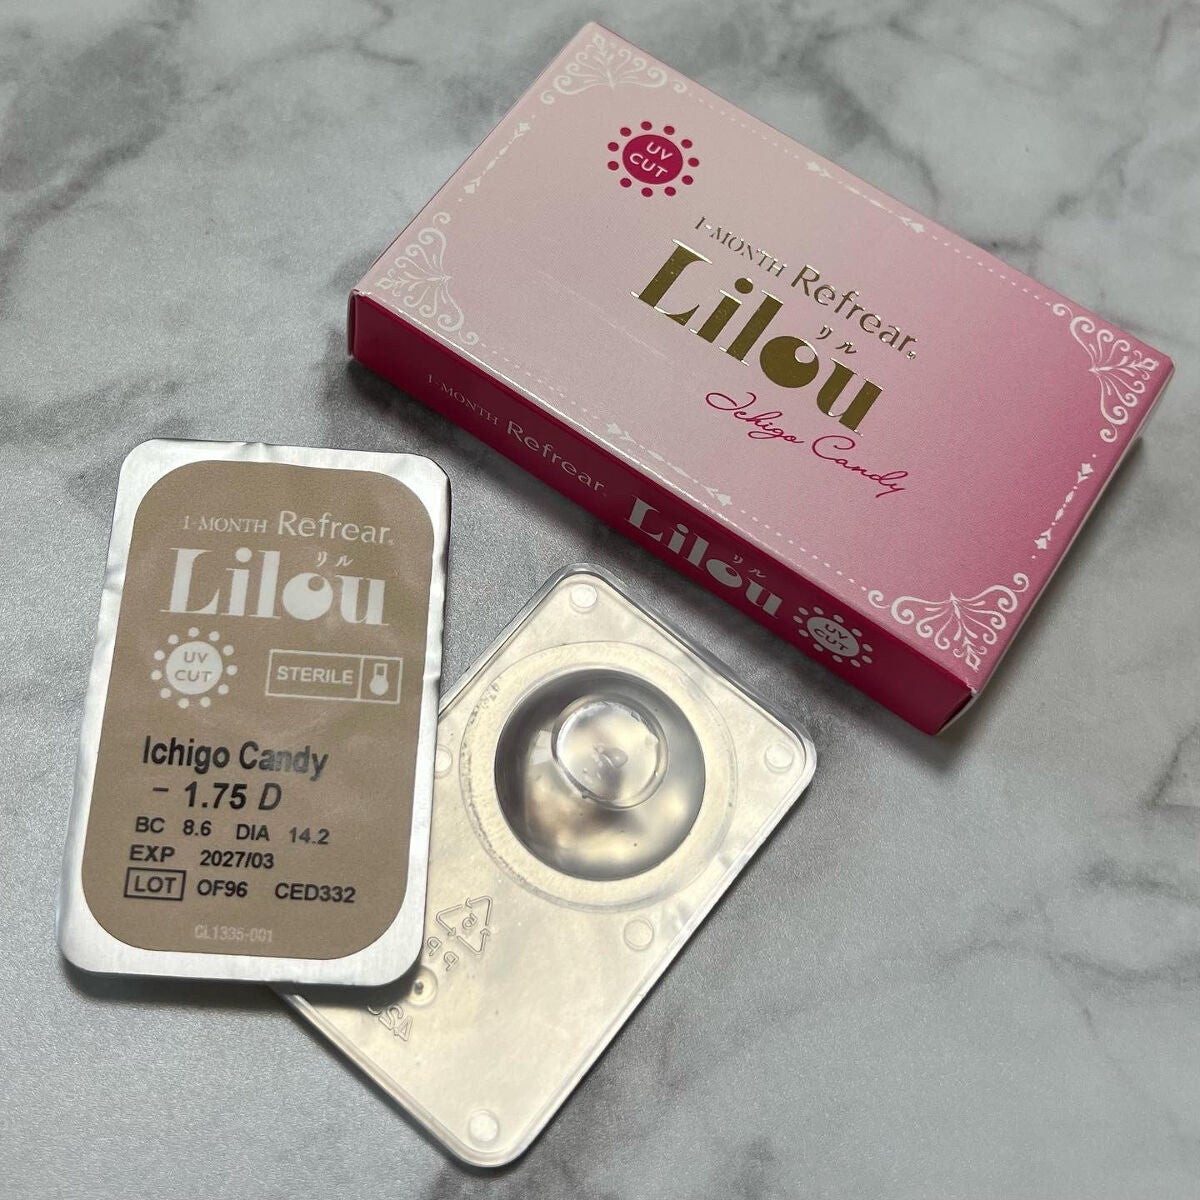 UV
CUT
1-MONTH Refrear®
リル
Lilou
Ichigo Candy
1-MONTH Refrear®
リル
Lilou
UV
CUT
1-MONTH Refrear®
リル
Lilou
UV
CUT
STERILE
Ichigo Candy
- 1.75 D
BC 8.6 DIA 14.2
EXP 2027/03
LOT OF96 CED332
CL1335-001
PP